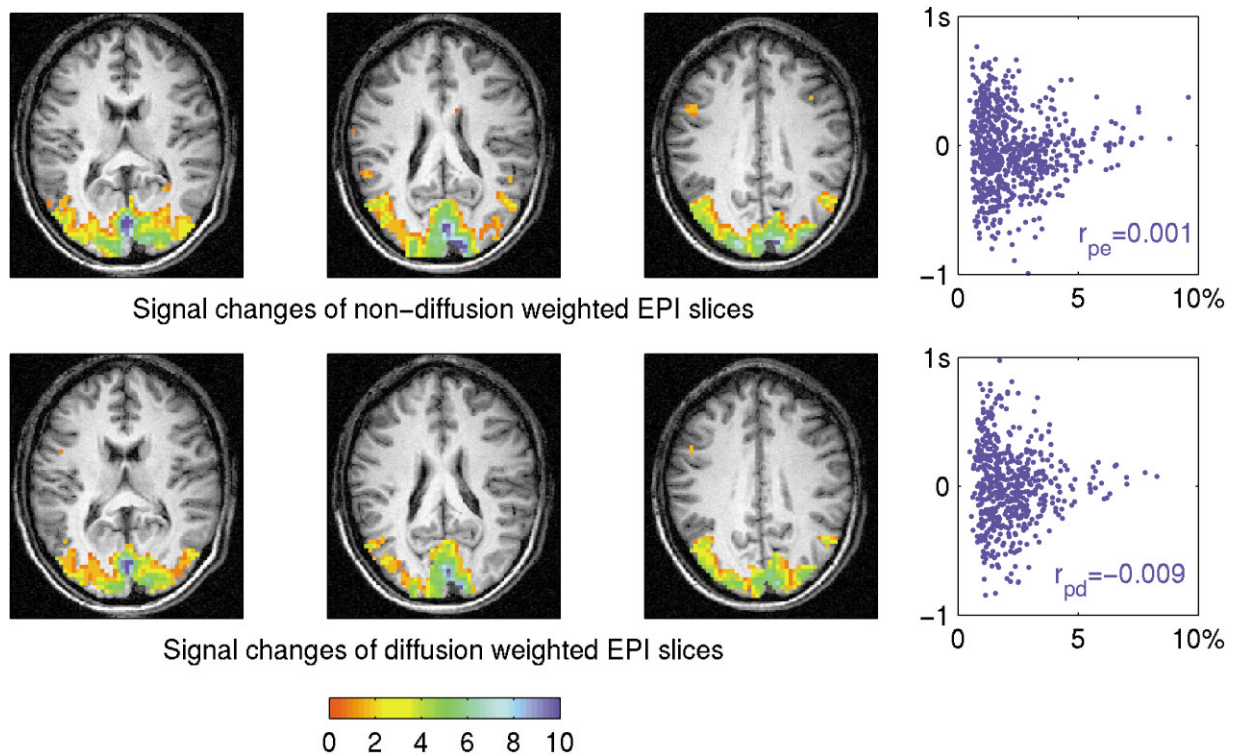 1s
0
-1
r_pe=0.001
0 5 10%
Signal changes of non-diffusion weighted EPI slices
1s
0
-1
r_pd=-0.009
0 5 10%
Signal changes of diffusion weighted EPI slices
0 2 4 6 8 10